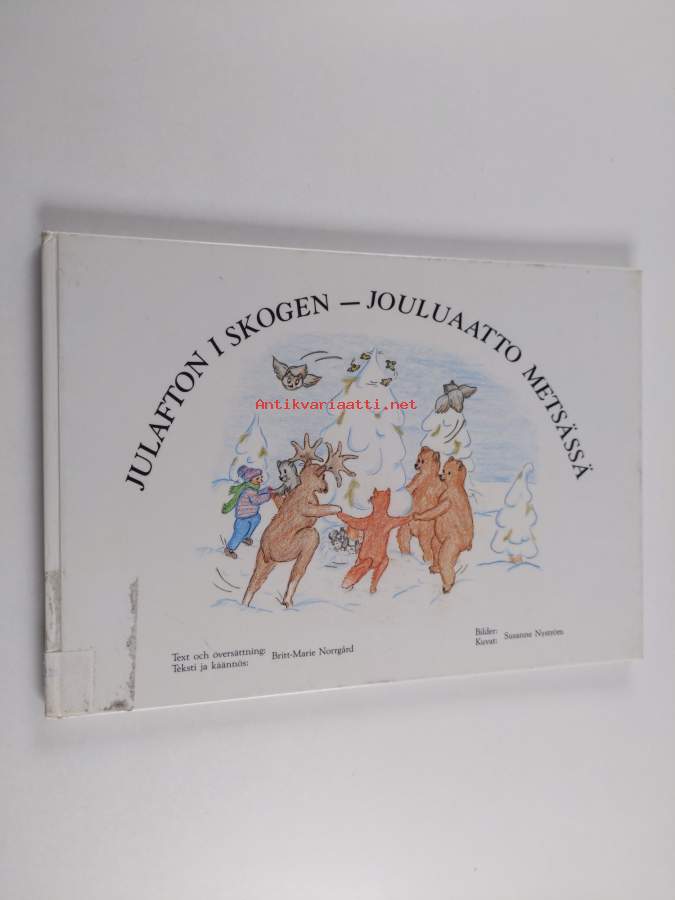 JULAFTON I SKOGEN — JOULUAATTO METSÄSSÄ
Antikvariaatti.net
Text och översättning:
Teksti ja käännös:
Britt-Marie Norrgård
Bilder:
Kuvat:
Susanne Nyström